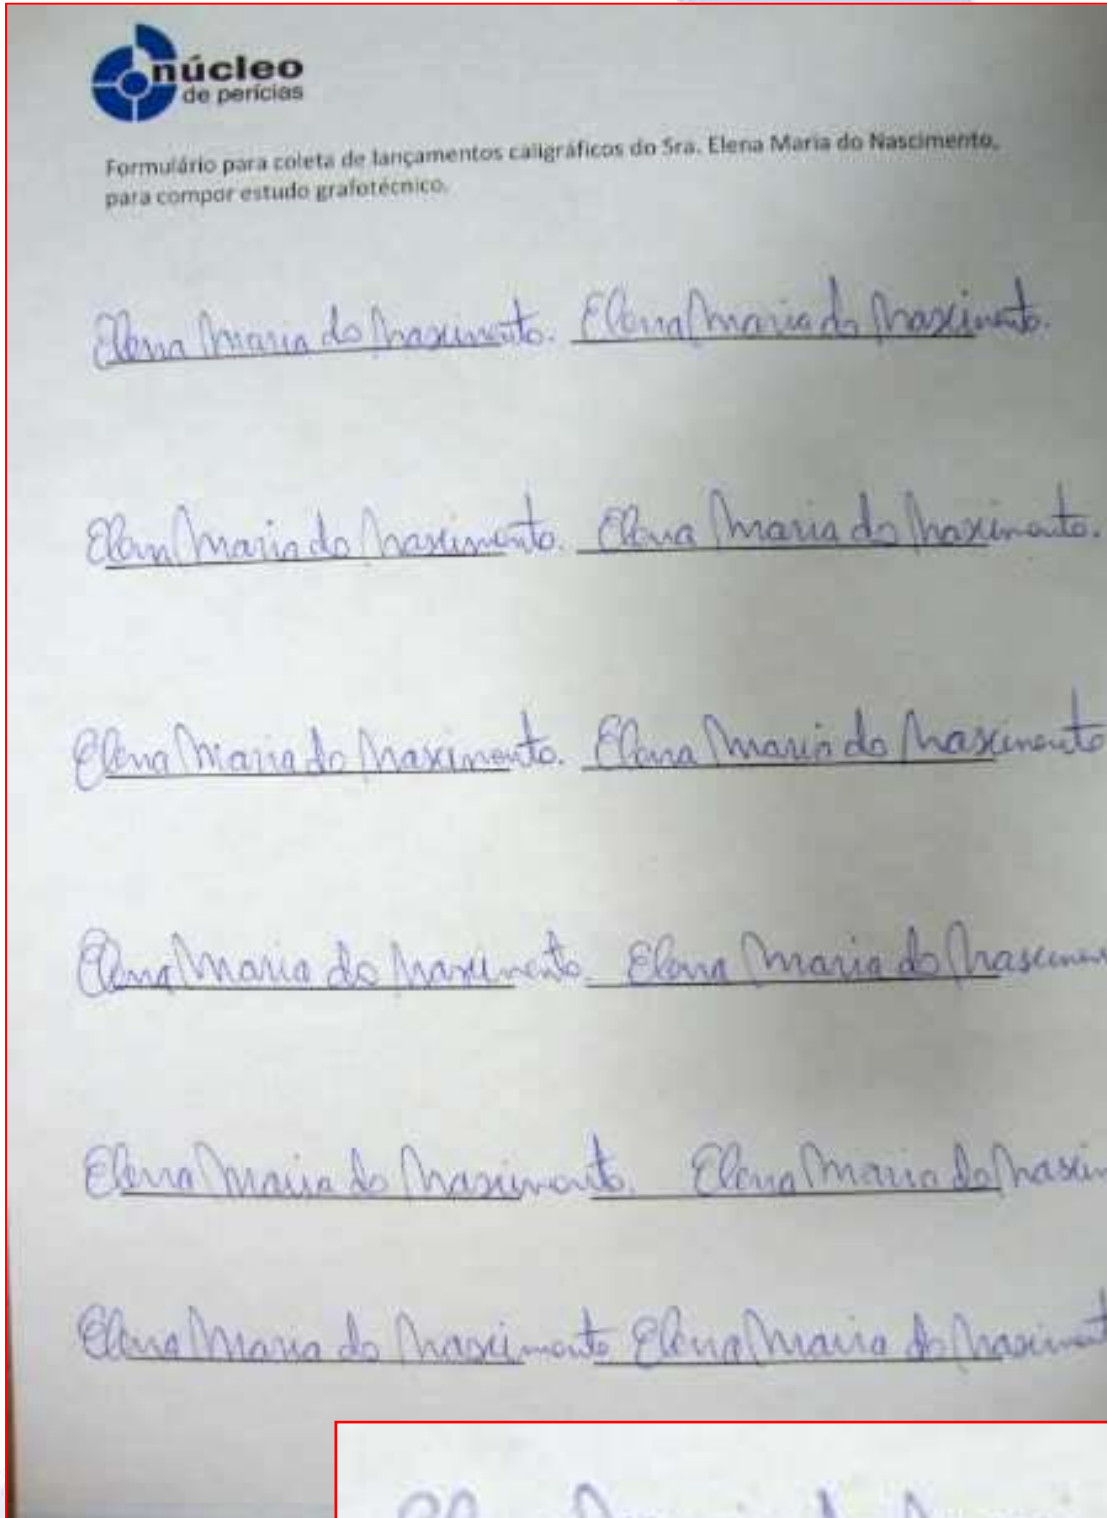 núcleo
de perícias
Formulário para coleta de lançamentos caligráficos do Sra. Elena Maria do Nascimento,
para compor estudo grafotécnico.
Elena Maria do Nascimento. Elena Maria do Nascimento.
Elena Maria do Nascimento. Elena Maria do Nascimento.
Elena Maria do Nascimento. Elena Maria do Nascimento
Elena Maria do Nascimento. Elena Maria do Nascimen
Elena Maria do Nascimento. Elena Maria do Nascim
Elena Maria do Nascimento Elena Maria do Nascimento